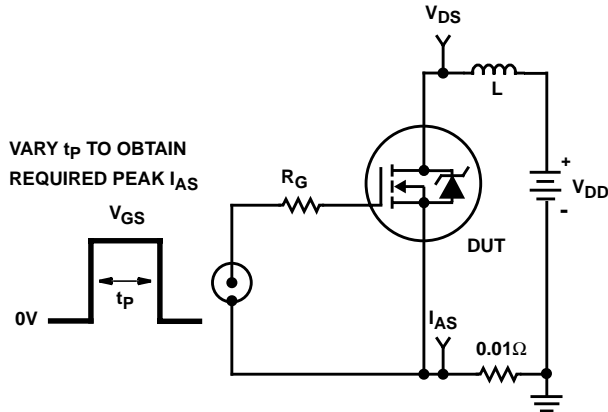 VDS
L
VARY tP TO OBTAIN
REQUIRED PEAK IAS
RG
+
VDD
-
VGS
DUT
tP
0V
IAS
0.01Ω